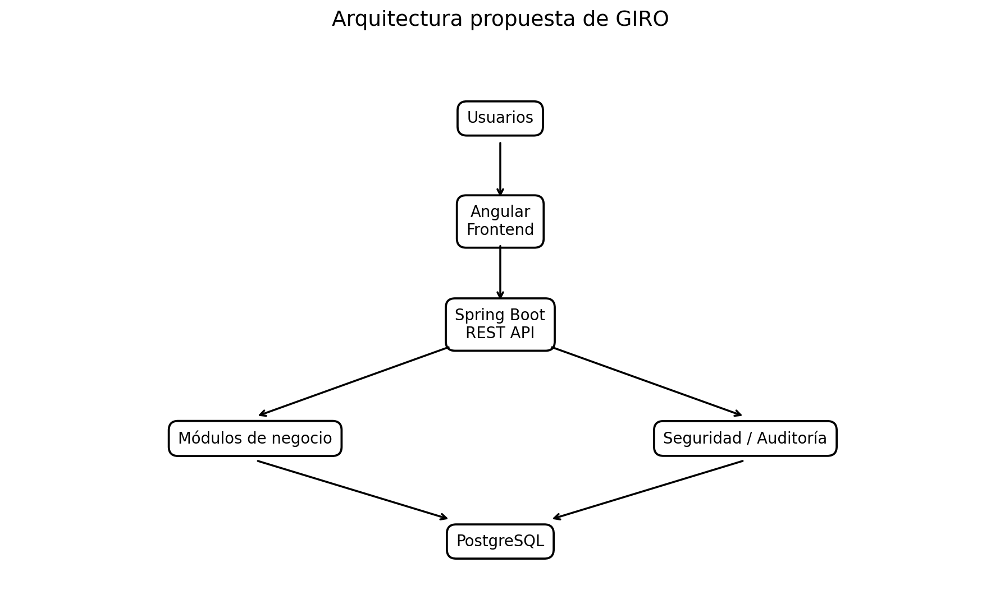 Arquitectura propuesta de GIRO
Usuarios
Angular
Frontend
Spring Boot
REST API
Módulos de negocio
Seguridad / Auditoría
PostgreSQL